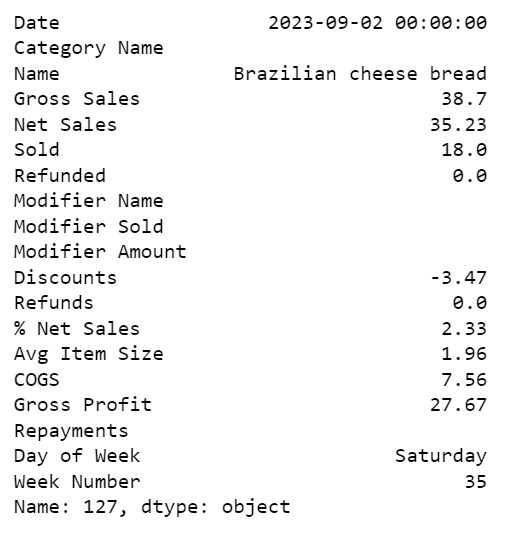 Date 2023-09-02 00:00:00
Category Name
Name Brazilian cheese bread
Gross Sales 38.7
Net Sales 35.23
Sold 18.0
Refunded 0.0
Modifier Name
Modifier Sold
Modifier Amount
Discounts -3.47
Refunds 0.0
% Net Sales 2.33
Avg Item Size 1.96
COGS 7.56
Gross Profit 27.67
Repayments
Day of Week Saturday
Week Number 35
Name: 127, dtype: object